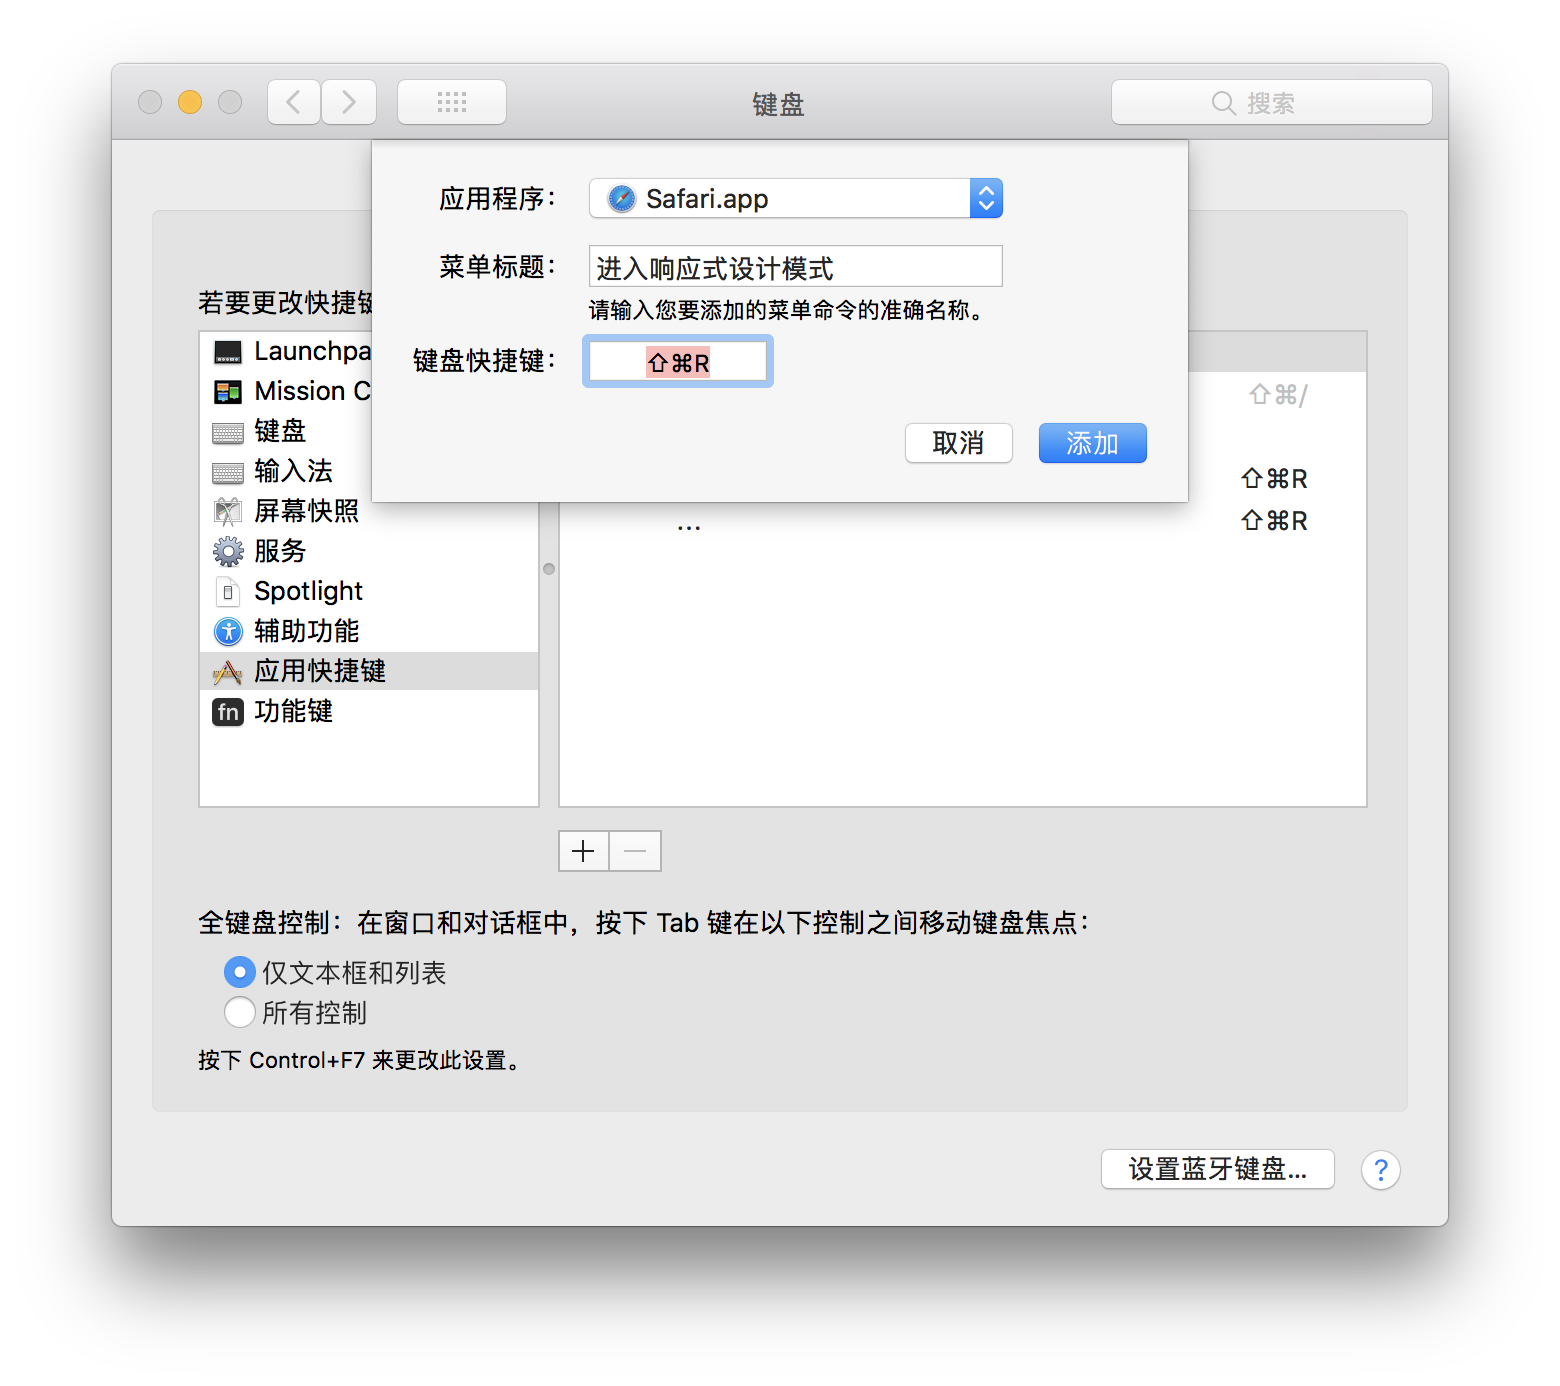 键盘
搜索
应用程序：
Safari.app
菜单标题：
进入响应式设计模式
请输入您要添加的菜单命令的准确名称。
键盘快捷键：
⇧⌘R
取消
添加
若要更改快捷键
Launchpa
Mission C
键盘
输入法
屏幕快照
服务
Spotlight
辅助功能
应用快捷键
fn 功能键
⇧⌘/
⇧⌘R
... ⇧⌘R
全键盘控制：在窗口和对话框中，按下 Tab 键在以下控制之间移动键盘焦点：
仅文本框和列表
所有控制
按下 Control+F7 来更改此设置。
设置蓝牙键盘...
?